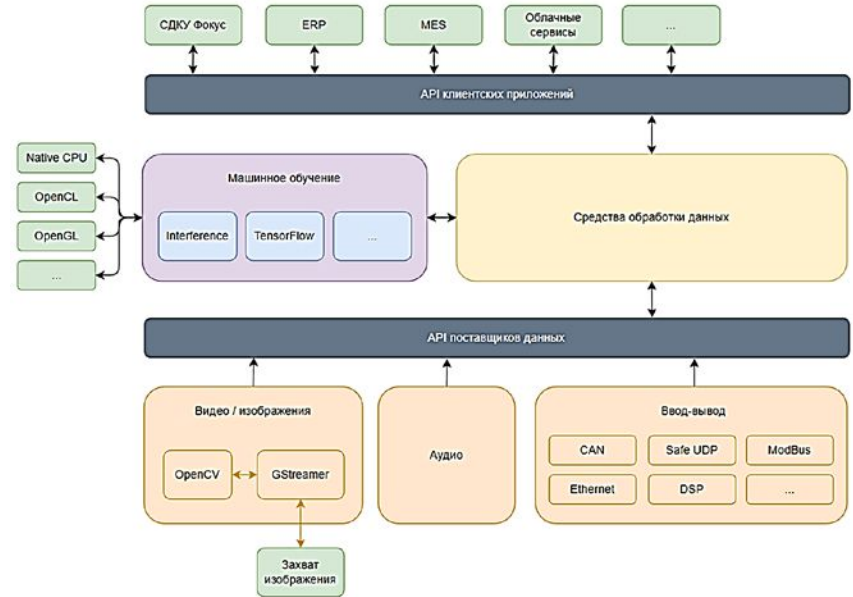 СДКУ Фокус
ERP
MES
Облачные
сервисы
...
API клиентских приложений
Native CPU
OpenCL
OpenGL
...
Машинное обучение
Interference
TensorFlow
...
Средства обработки данных
API поставщиков данных
Видео / изображения
OpenCV
GStreamer
Аудио
Ввод-вывод
CAN
Safe UDP
ModBus
Ethernet
DSP
...
Захват
изображения